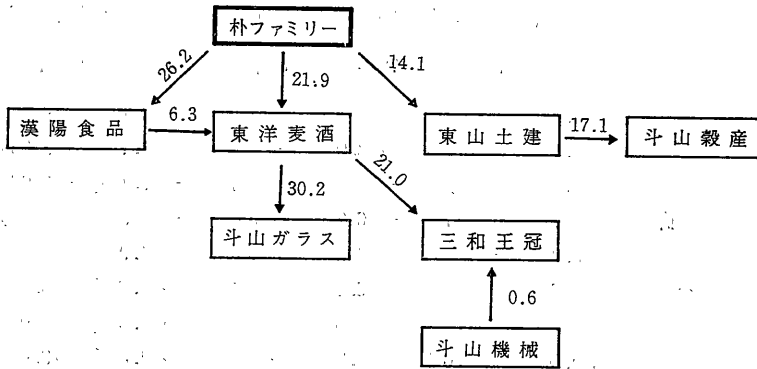 朴ファミリー
26.2
21.9
14.1
漢陽食品
6.3
東洋麦酒
東山土建
17.1
斗山穀産
30.2
21.0
斗山ガラス
三和王冠
0.6
斗山機械